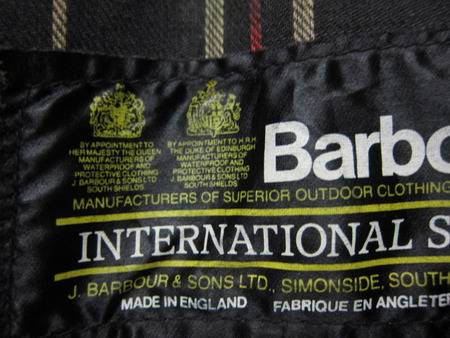 BY APPOINTMENT TO
HER MAJESTY THE QUEEN
MANUFACTURERS OF
WATERPROOF AND
PROTECTIVE CLOTHING
J. BARBOUR & SONS LTD
SOUTH SHIELDS
BY APPOINTMENT TO H.R.H.
THE DUKE OF EDINBURGH
MANUFACTURERS OF
WATERPROOF AND
PROTECTIVE CLOTHING
J. BARBOUR & SONS LTD
SOUTH SHIELDS
Barbo
MANUFACTURERS OF SUPERIOR OUTDOOR CLOTHING
INTERNATIONAL S
J. BARBOUR & SONS LTD., SIMONSIDE, SOUTH
MADE IN ENGLAND FABRIQUE EN ANGLETER